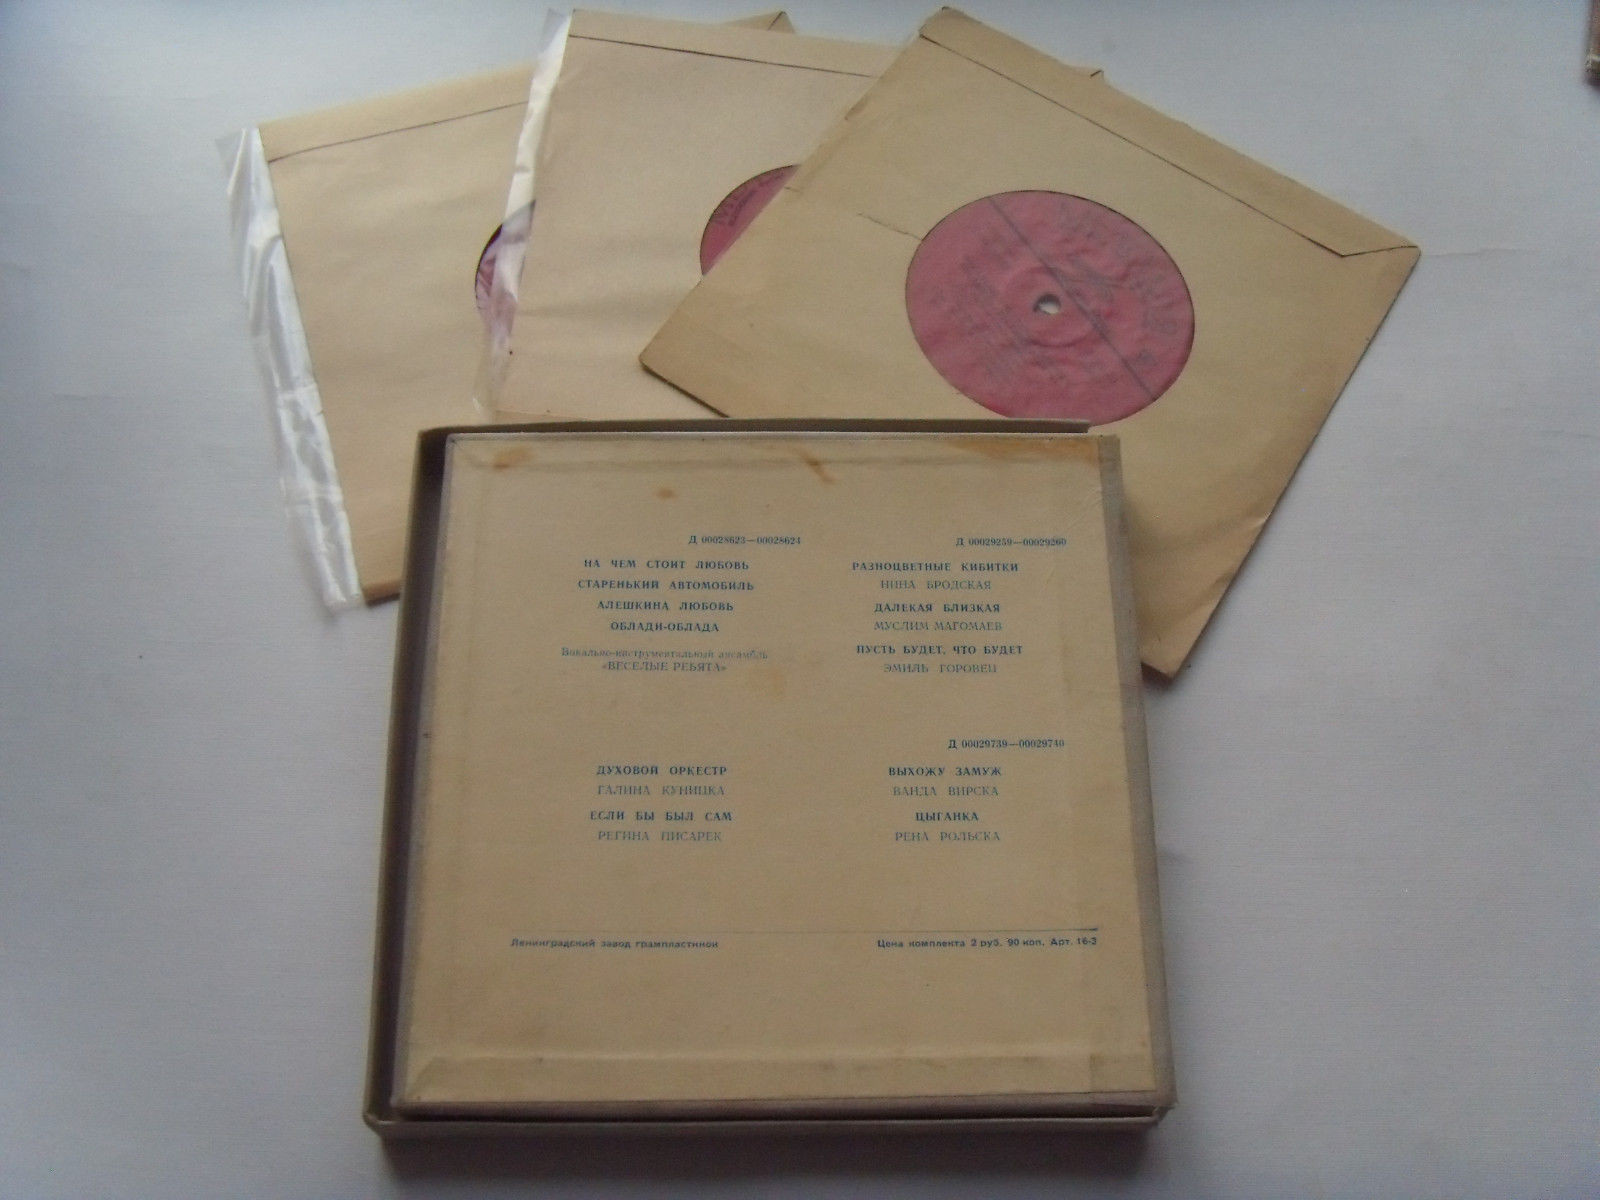 Д 00028623—00028624
НА ЧЕМ СТОИТ ЛЮБОВЬ
СТАРЕНЬКИЙ АВТОМОБИЛЬ
АЛЕШКИНА ЛЮБОВЬ
ОБЛАДИ-ОБЛАДА
Вокально-инструментальный ансамбль
«ВЕСЕЛЫЕ РЕБЯТА»
Д 00029259—00029260
РАЗНОЦВЕТНЫЕ КИБИТКИ
НИНА БРОДСКАЯ
ДАЛЕКАЯ БЛИЗКАЯ
МУСЛИМ МАГОМАЕВ
ПУСТЬ БУДЕТ, ЧТО БУДЕТ
ЭМИЛЬ ГОРОВЕЦ
Д 00029739—00029740
ДУХОВОЙ ОРКЕСТР
ГАЛИНА КУНИЦКА
ЕСЛИ БЫ БЫЛ САМ
РЕГИНА ПИСАРЕК
ВЫХОЖУ ЗАМУЖ
ВАНДА ВИРСКА
ЦЫГАНКА
РЕНА РОЛЬСКА
Ленинградский завод грампластинок
Цена комплекта 2 руб. 90 коп. Арт. 16-3